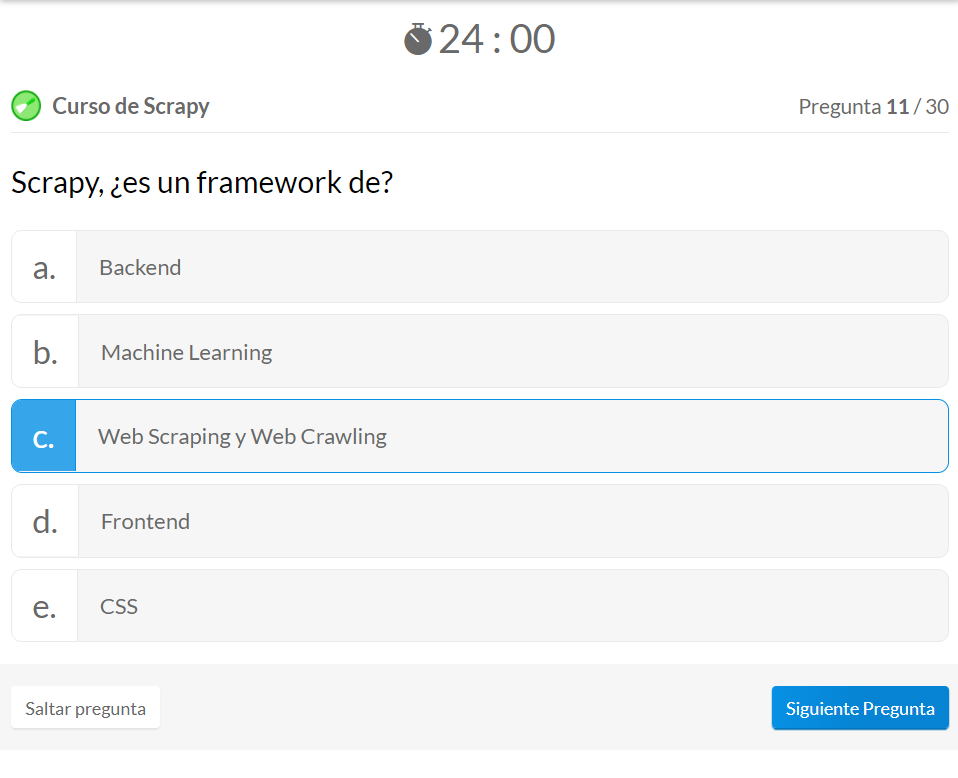 24 : 00
Curso de Scrapy
Pregunta 11 / 30
Scrapy, ¿es un framework de?
a. Backend
b. Machine Learning
c. Web Scraping y Web Crawling
d. Frontend
e. CSS
Saltar pregunta
Siguiente Pregunta